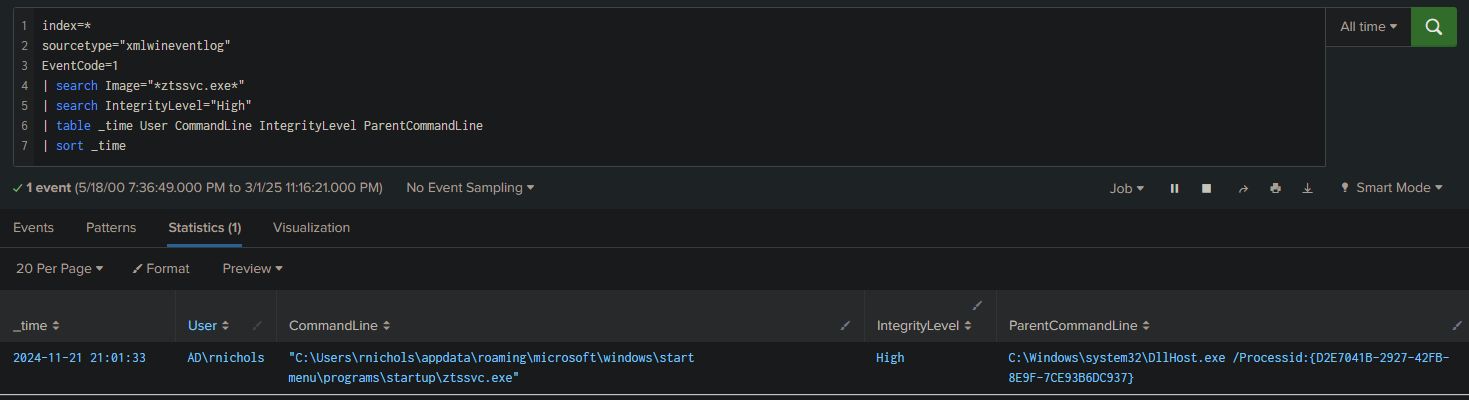 1 index=*
2 sourcetype="xmlwineventlog"
3 EventCode=1
4 | search Image="*ztssvc.exe*"
5 | search IntegrityLevel="High"
6 | table _time User CommandLine IntegrityLevel ParentCommandLine
7 | sort _time
All time
1 event (5/18/00 7:36:49.000 PM to 3/1/25 11:16:21.000 PM) No Event Sampling Job Smart Mode
Events Patterns Statistics (1) Visualization
20 Per Page Format Preview
_time User CommandLine IntegrityLevel ParentCommandLine
2024-11-21 21:01:33 AD\rnichols "C:\Users\rnichols\appdata\roaming\microsoft\windows\start High C:\Windows\system32\DllHost.exe /Processid:{D2E7041B-2927-42FB-
menu\programs\startup\ztssvc.exe" 8E9F-7CE93B6DC937}